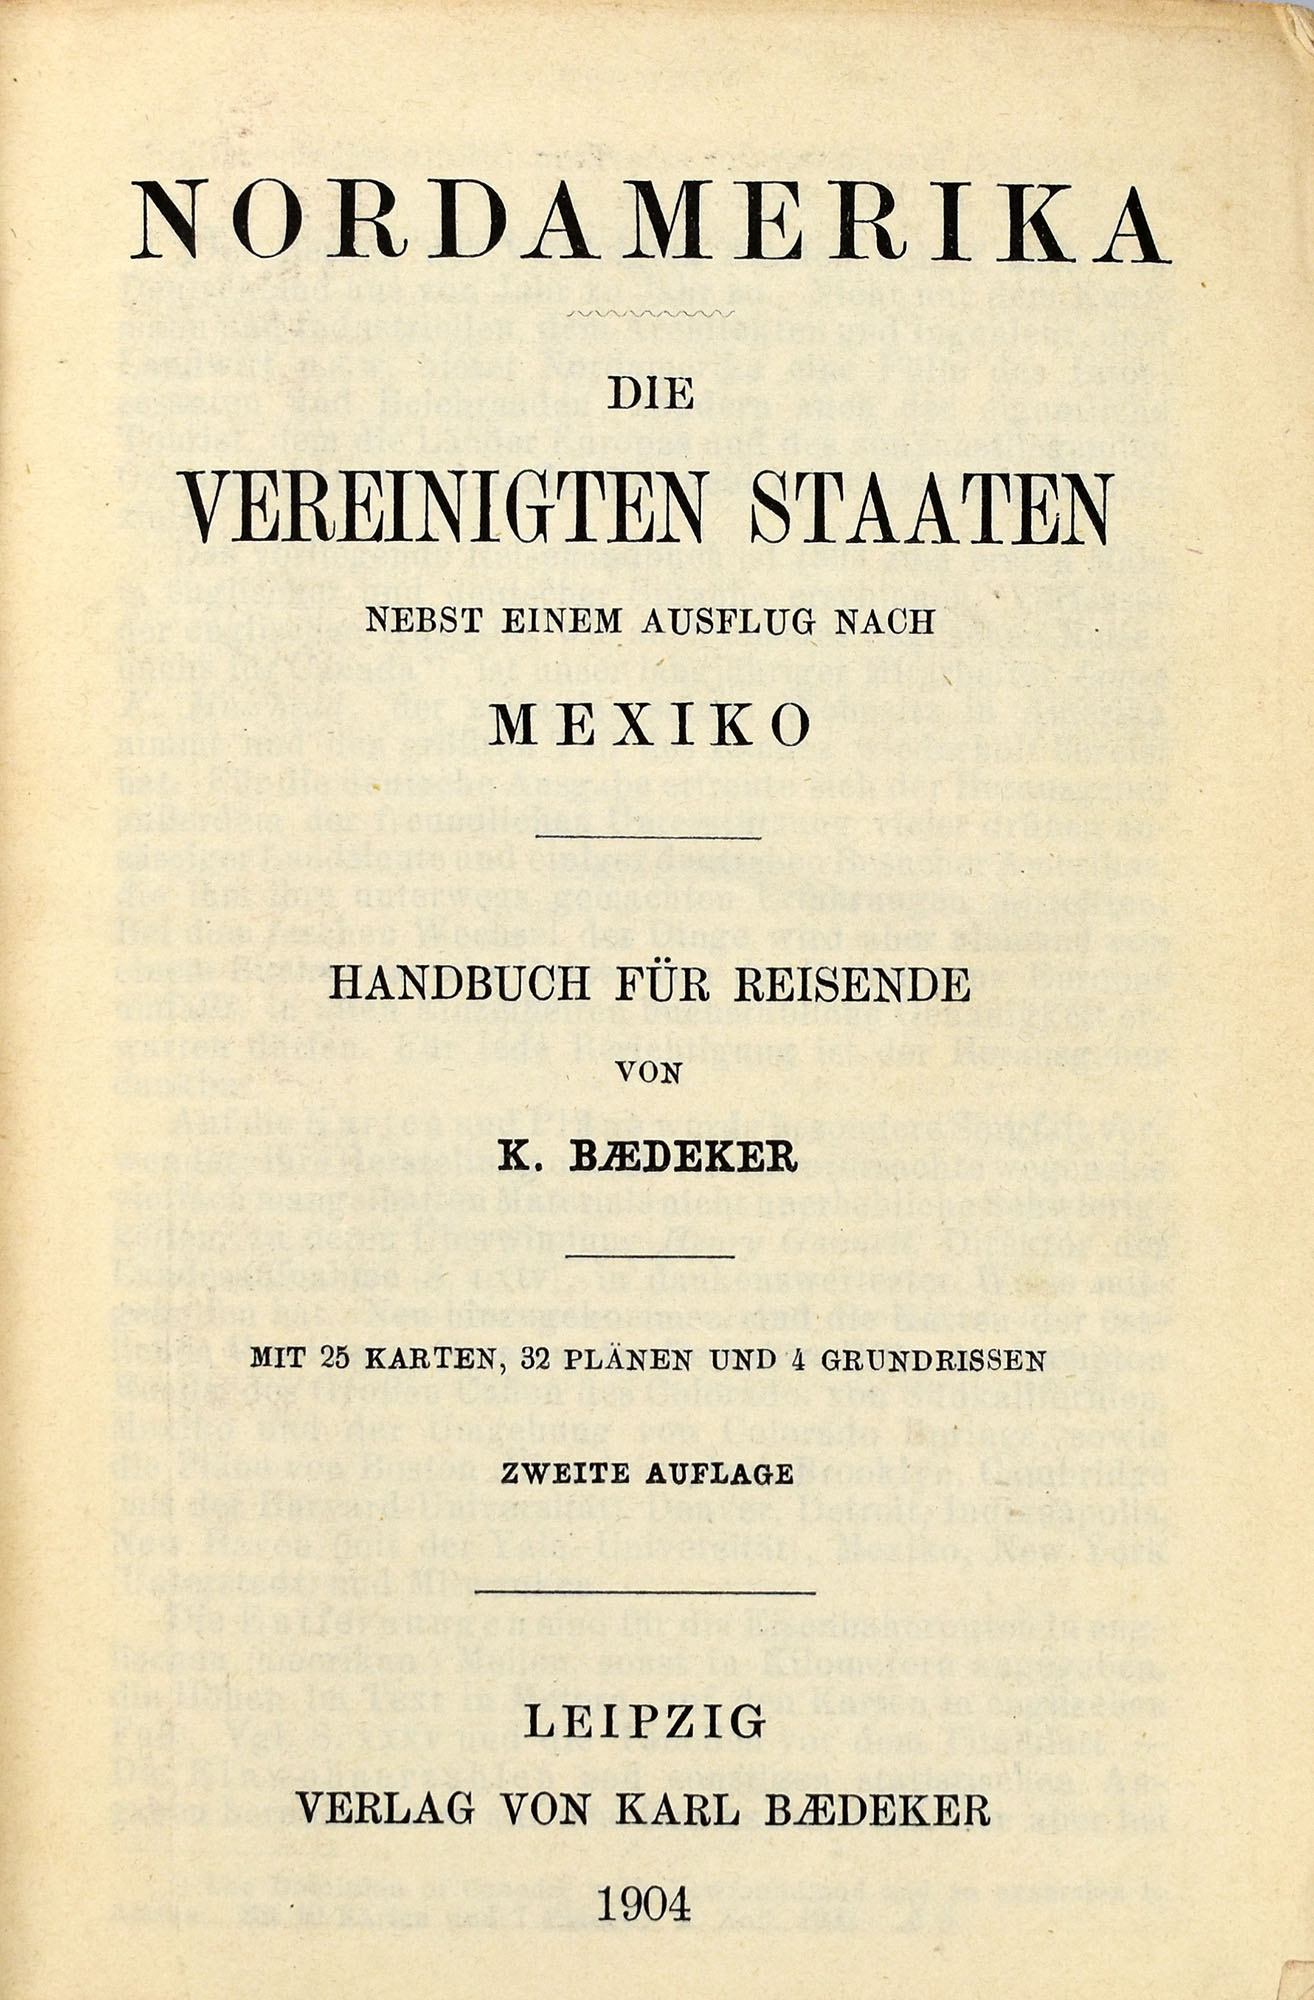 NORDAMERIKA
DIE
VEREINIGTEN STAATEN
NEBST EINEM AUSFLUG NACH
MEXIKO
HANDBUCH FÜR REISENDE
VON
K. BÆDEKER
MIT 25 KARTEN, 32 PLÄNEN UND 4 GRUNDRISSEN
ZWEITE AUFLAGE
LEIPZIG
VERLAG VON KARL BÆDEKER
1904